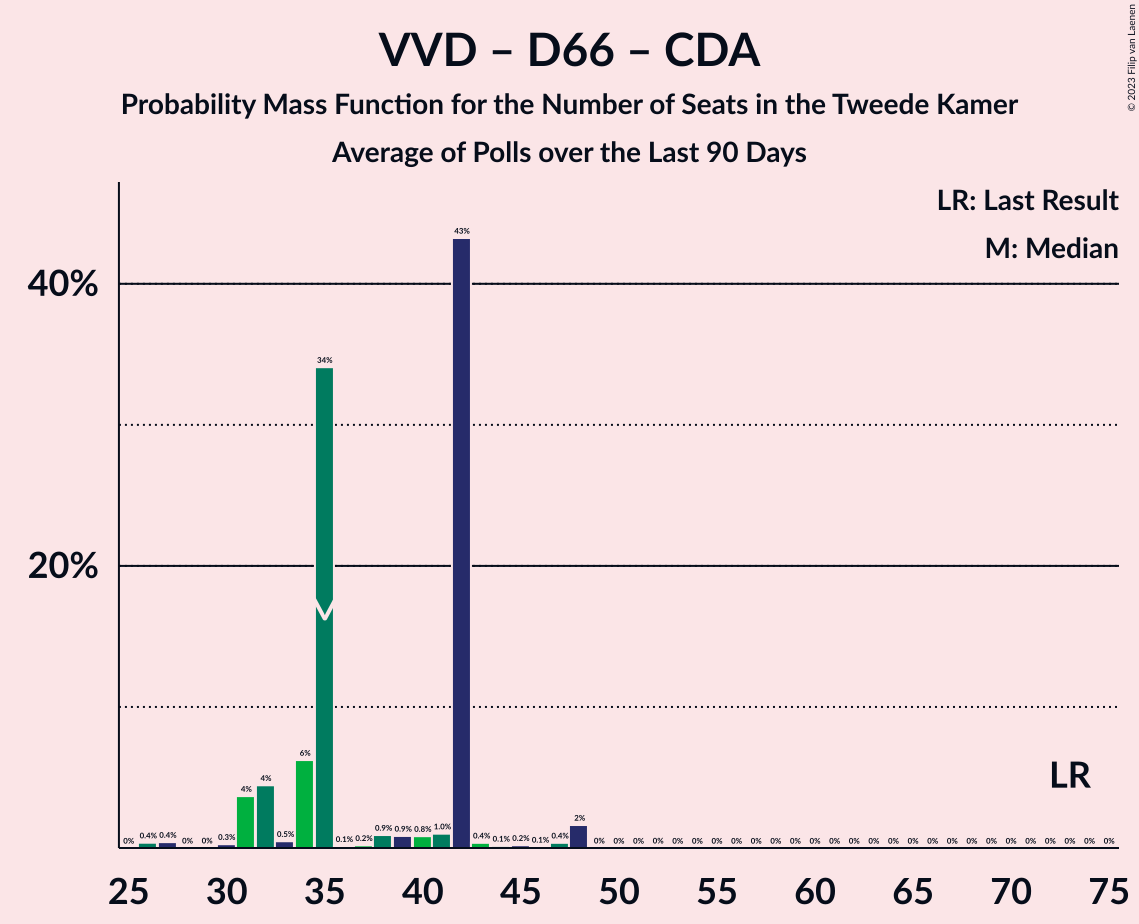 VVD – D66 – CDA
Probability Mass Function for the Number of Seats in the Tweede Kamer
Average of Polls over the Last 90 Days
© 2023 Filip van Laenen
LR: Last Result
M: Median
40%
20%
0% 0.4% 0.4% 0% 0% 0.3% 4% 4% 0.5% 6% 34% 0.1% 0.2% 0.9% 0.9% 0.8% 1.0% 43% 0.4% 0.1% 0.2% 0.1% 0.4% 2% 0% 0% 0% 0% 0% 0% 0% 0% 0% 0% 0% 0% 0% 0% 0% 0% 0% 0% 0% 0% 0% 0% 0% 0% 0% 0% 0%
LR
25 30 35 40 45 50 55 60 65 70 75